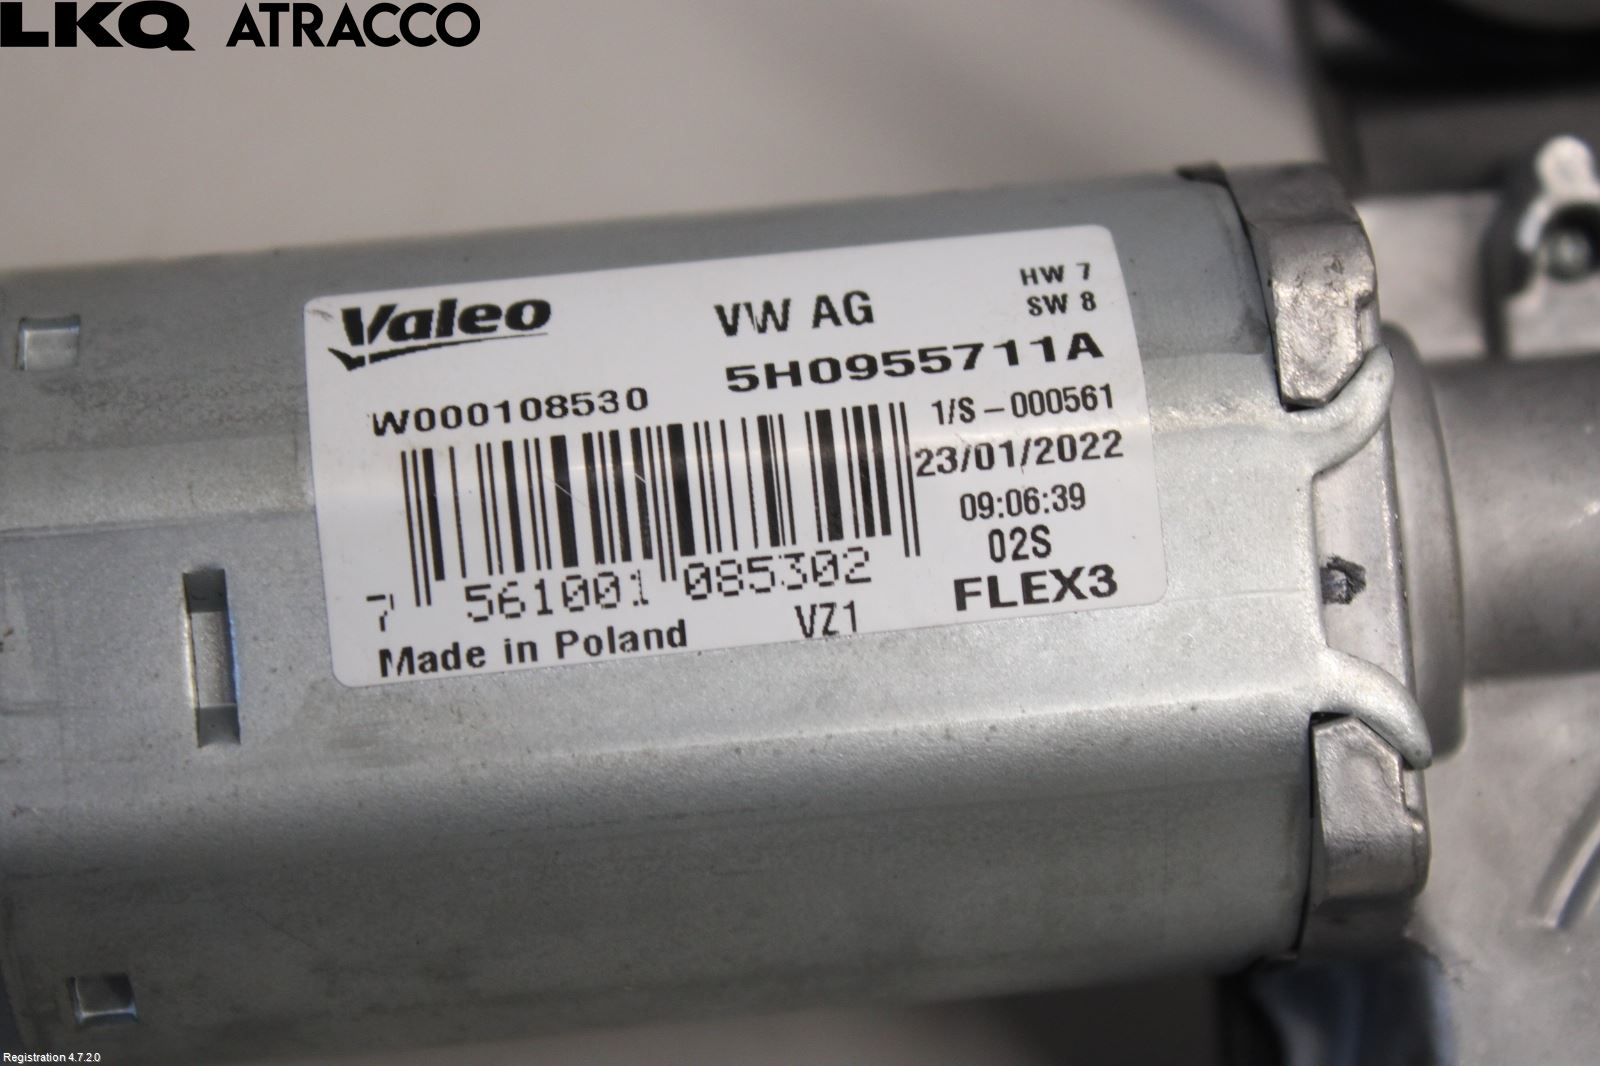 LKQ ATRACCO
Valeo
VW AG
HW 7
SW 8
5H0955711A
W000108530
1/S - 000561
23/01/2022
09:06:39
02S
FLEX3
7 561001 085302
Made in Poland
VZ1
Registration 4.7.2.0